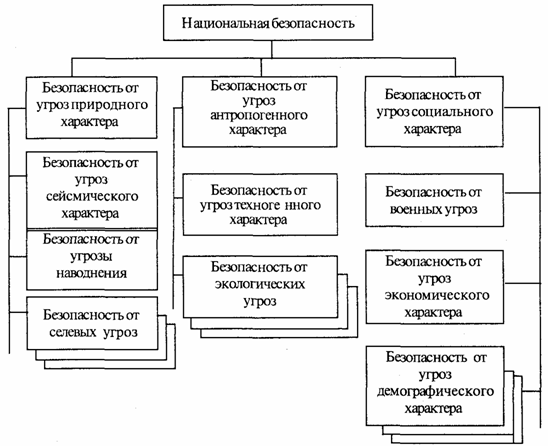 Национальная безопасность
Безопасность от
угроз природного
характера
Безопасность от
угроз
сейсмического
характера
Безопасность от
угрозы
наводнения
Безопасность от
селевых угроз
Безопасность от
угроз
антропогенного
характера
Безопасность от
угроз техноге нного
характера
Безопасность от
экологических
угроз
Безопасность от
угроз социального
характера
Безопасность от
военных угроз
Безопасность от
угроз
экономического
характера
Безопасность от
угроз
демографического
характера